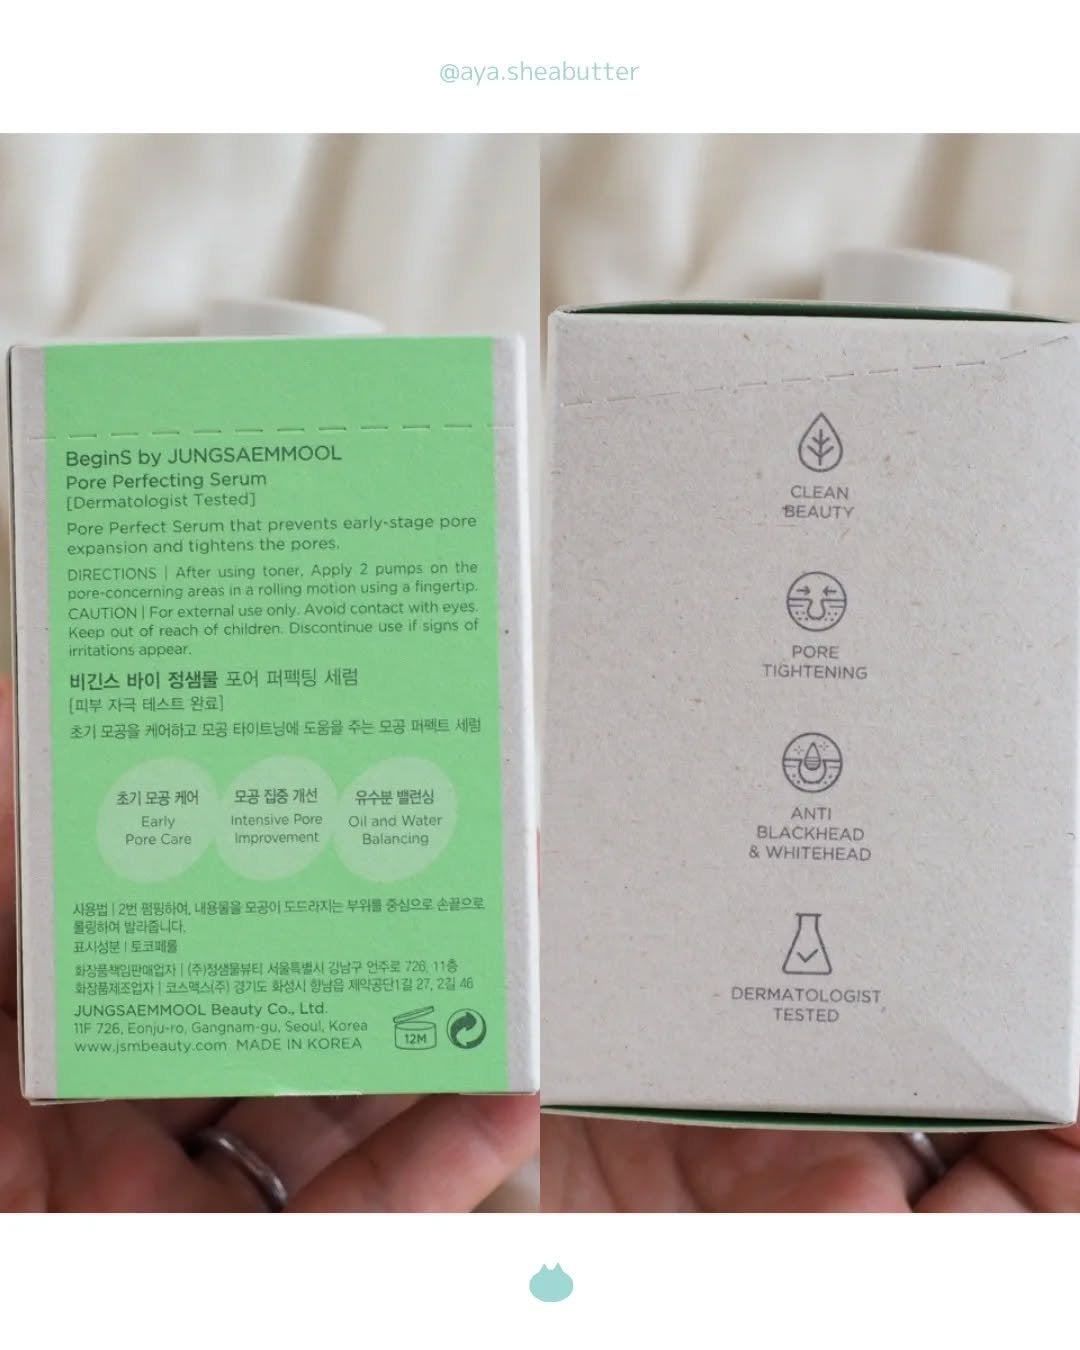 @aya.sheabutter
BeginS by JUNGSAEMMOOL
Pore Perfecting Serum
[Dermatologist Tested]
Pore Perfect Serum that prevents early-stage pore
expansion and tightens the pores.
DIRECTIONS | After using toner, Apply 2 pumps on the
pore-concerning areas in a rolling motion using a fingertip.
CAUTION | For external use only. Avoid contact with eyes.
Keep out of reach of children. Discontinue use if signs of
irritations appear.
비긴스 바이 정샘물 포어 퍼펙팅 세럼
[피부 자극 테스트 완료]
초기 모공을 케어하고 모공 타이트닝에 도움을 주는 모공 퍼펙트 세럼
초기 모공 케어
Early
Pore Care
모공 집중 개선
Intensive Pore
Improvement
유수분 밸런싱
Oil and Water
Balancing
사용법 | 2번 펌핑하여, 내용물을 모공이 도드라지는 부위를 중심으로 손끝으로
롤링하여 발라줍니다.
표시성분 | 토코페롤
화장품책임판매업자 | (주)정샘물뷰티 서울특별시 강남구 언주로 726, 11층
화장품제조업자 | 코스맥스(주) 경기도 화성시 향남읍 제약공단1길 27, 2길 46
JUNGSAEMMOOL Beauty Co., Ltd.
11F 726, Eonju-ro, Gangnam-gu, Seoul, Korea
www.jsmbeauty.com MADE IN KOREA
12M
CLEAN
BEAUTY
PORE
TIGHTENING
ANTI
BLACKHEAD
& WHITEHEAD
DERMATOLOGIST
TESTED